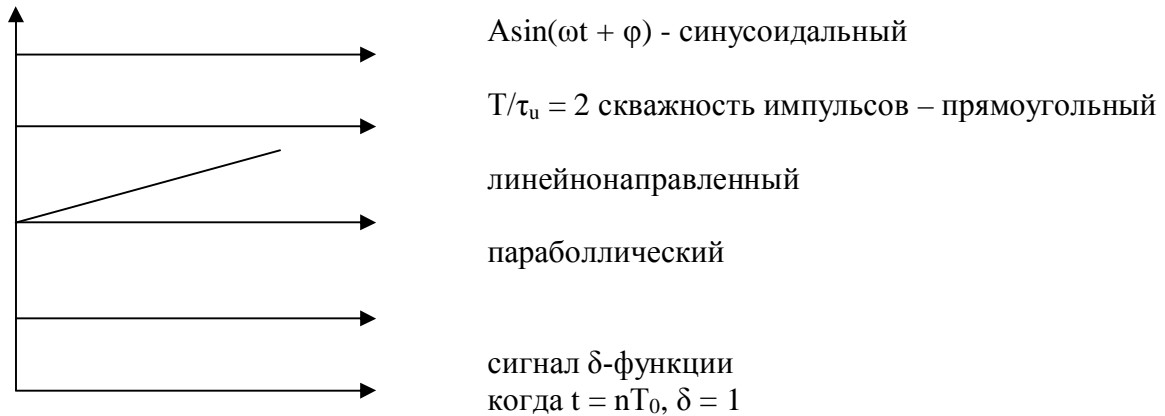 Asin(ωt + φ) - синусоидальный
T/τᵤ = 2 скважность импульсов – прямоугольный
линейнонаправленный
параболлический
сигнал δ-функции
когда t = nT₀, δ = 1